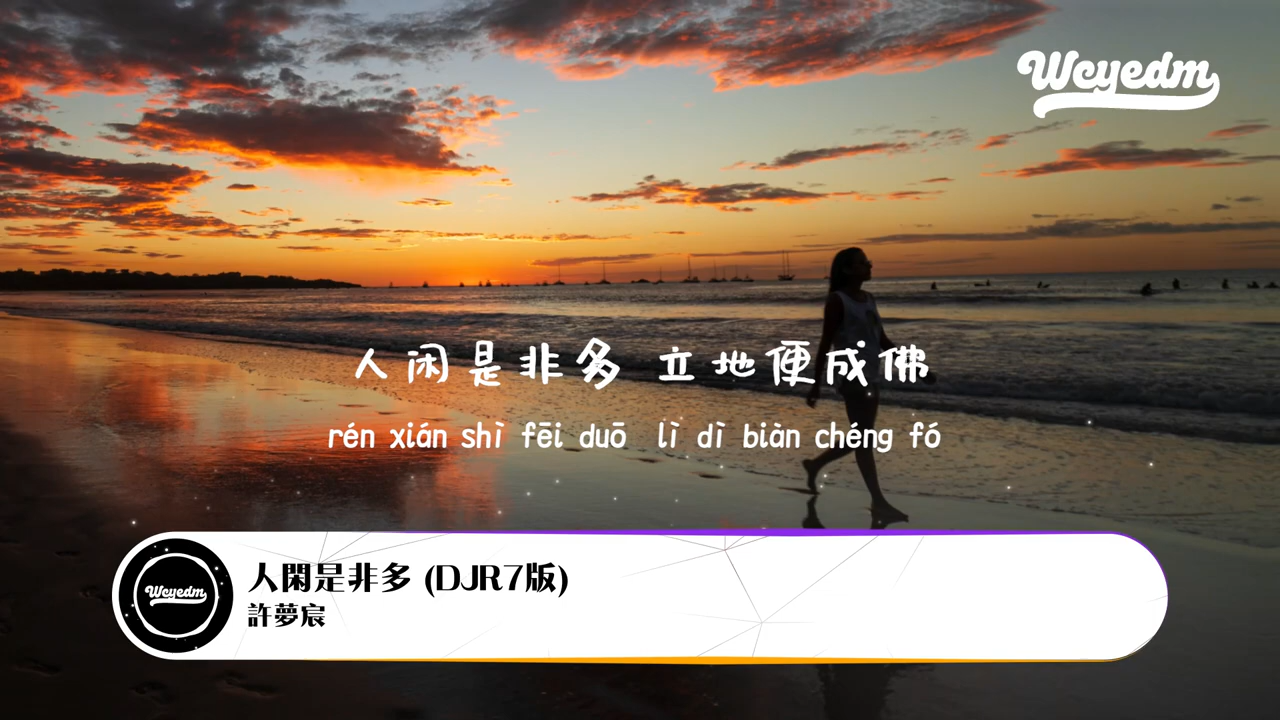 Wcyedm
人闲是非多 立地便成佛
rén xián shì fēi duō lì dì biàn chéng fó
Wcyedm
人閑是非多 (DJR7版)
許夢宸